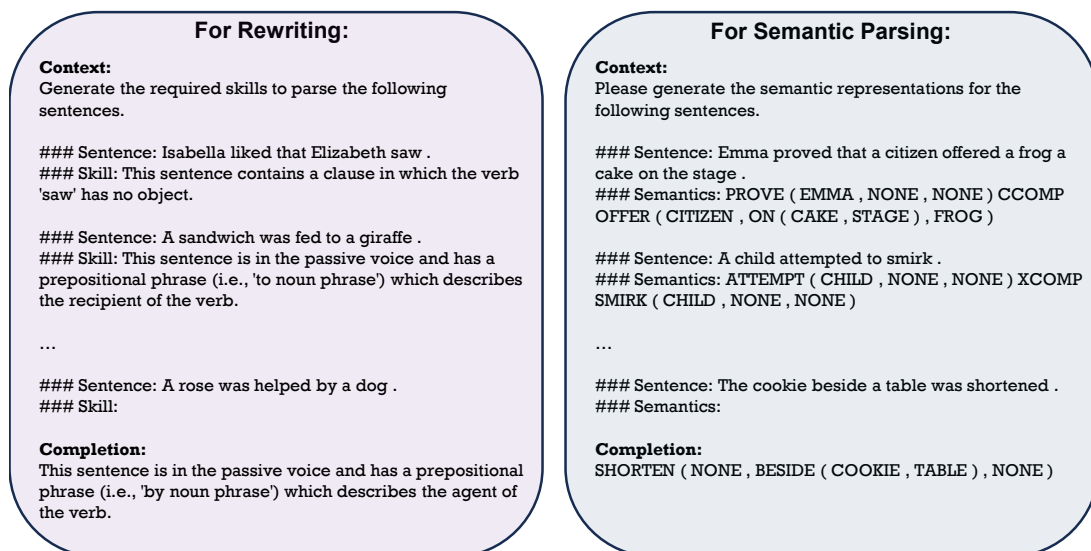 For Rewriting:
Context:
Generate the required skills to parse the following
sentences.
### Sentence: Isabella liked that Elizabeth saw .
### Skill: This sentence contains a clause in which the verb
'saw' has no object.
### Sentence: A sandwich was fed to a giraffe .
### Skill: This sentence is in the passive voice and has a
prepositional phrase (i.e., 'to noun phrase') which describes
the recipient of the verb.
...
### Sentence: A rose was helped by a dog .
### Skill:
Completion:
This sentence is in the passive voice and has a prepositional
phrase (i.e., 'by noun phrase') which describes the agent of
the verb.
For Semantic Parsing:
Context:
Please generate the semantic representations for the
following sentences.
### Sentence: Emma proved that a citizen offered a frog a
cake on the stage .
### Semantics: PROVE ( EMMA , NONE , NONE ) CCOMP
OFFER ( CITIZEN , ON ( CAKE , STAGE ) , FROG )
### Sentence: A child attempted to smirk .
### Semantics: ATTEMPT ( CHILD , NONE , NONE ) XCOMP
SMIRK ( CHILD , NONE , NONE )
...
### Sentence: The cookie beside a table was shortened .
### Semantics:
Completion:
SHORTEN ( NONE , BESIDE ( COOKIE , TABLE ) , NONE )